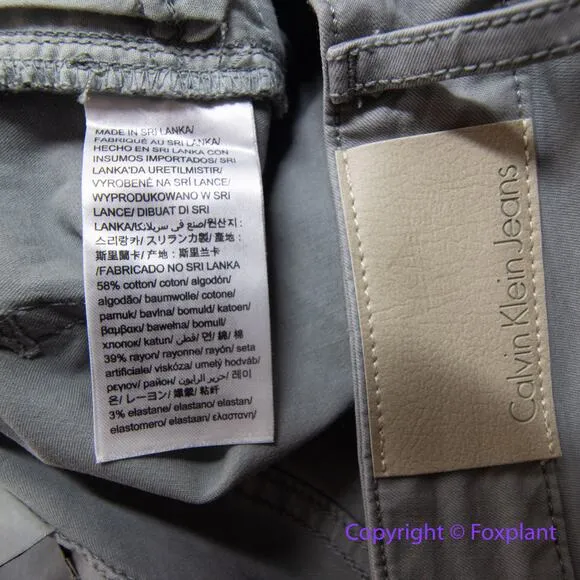 MADE IN SRI LANKA/
FABRIQUÉ AU SRI LANKA/
HECHO EN SRI LANKA CON
INSUMOS IMPORTADOS/ SRI
LANKA'DA URETILMISTIR/
VYROBENÉ NA SRÍ LANCE/
WYPRODUKOWANO W SRI
LANCE/ DIBUAT DI SRI
LANKA/صنع في سريلانكا/원산지 :
스리랑카/ スリランカ製/ 產地 :
斯里蘭卡/ 产地 : 斯里兰卡
/FABRICADO NO SRI LANKA
58% cotton/ coton/ algodón/
algodão/ baumwolle/ cotone/
pamuk/ bavlna/ bomuld/ katoen/
βαμβακι/ bawełna/ bomull/
хлопок/ katun/ قطن/ 면/ 綿/ 棉
39% rayon/ rayonne/ rayón/ seta
artificiale/ viskóza/ umelý hodváb/
ρεγιον/ район/ حرير الرايون/ 레이
온/ レーヨン/ 嫘縈/ 粘纤
3% elastane/ elastano/ elastan/
elastomero/ elastaan/ ελαστανη/
Calvin Klein Jeans
Copyright © Foxplant